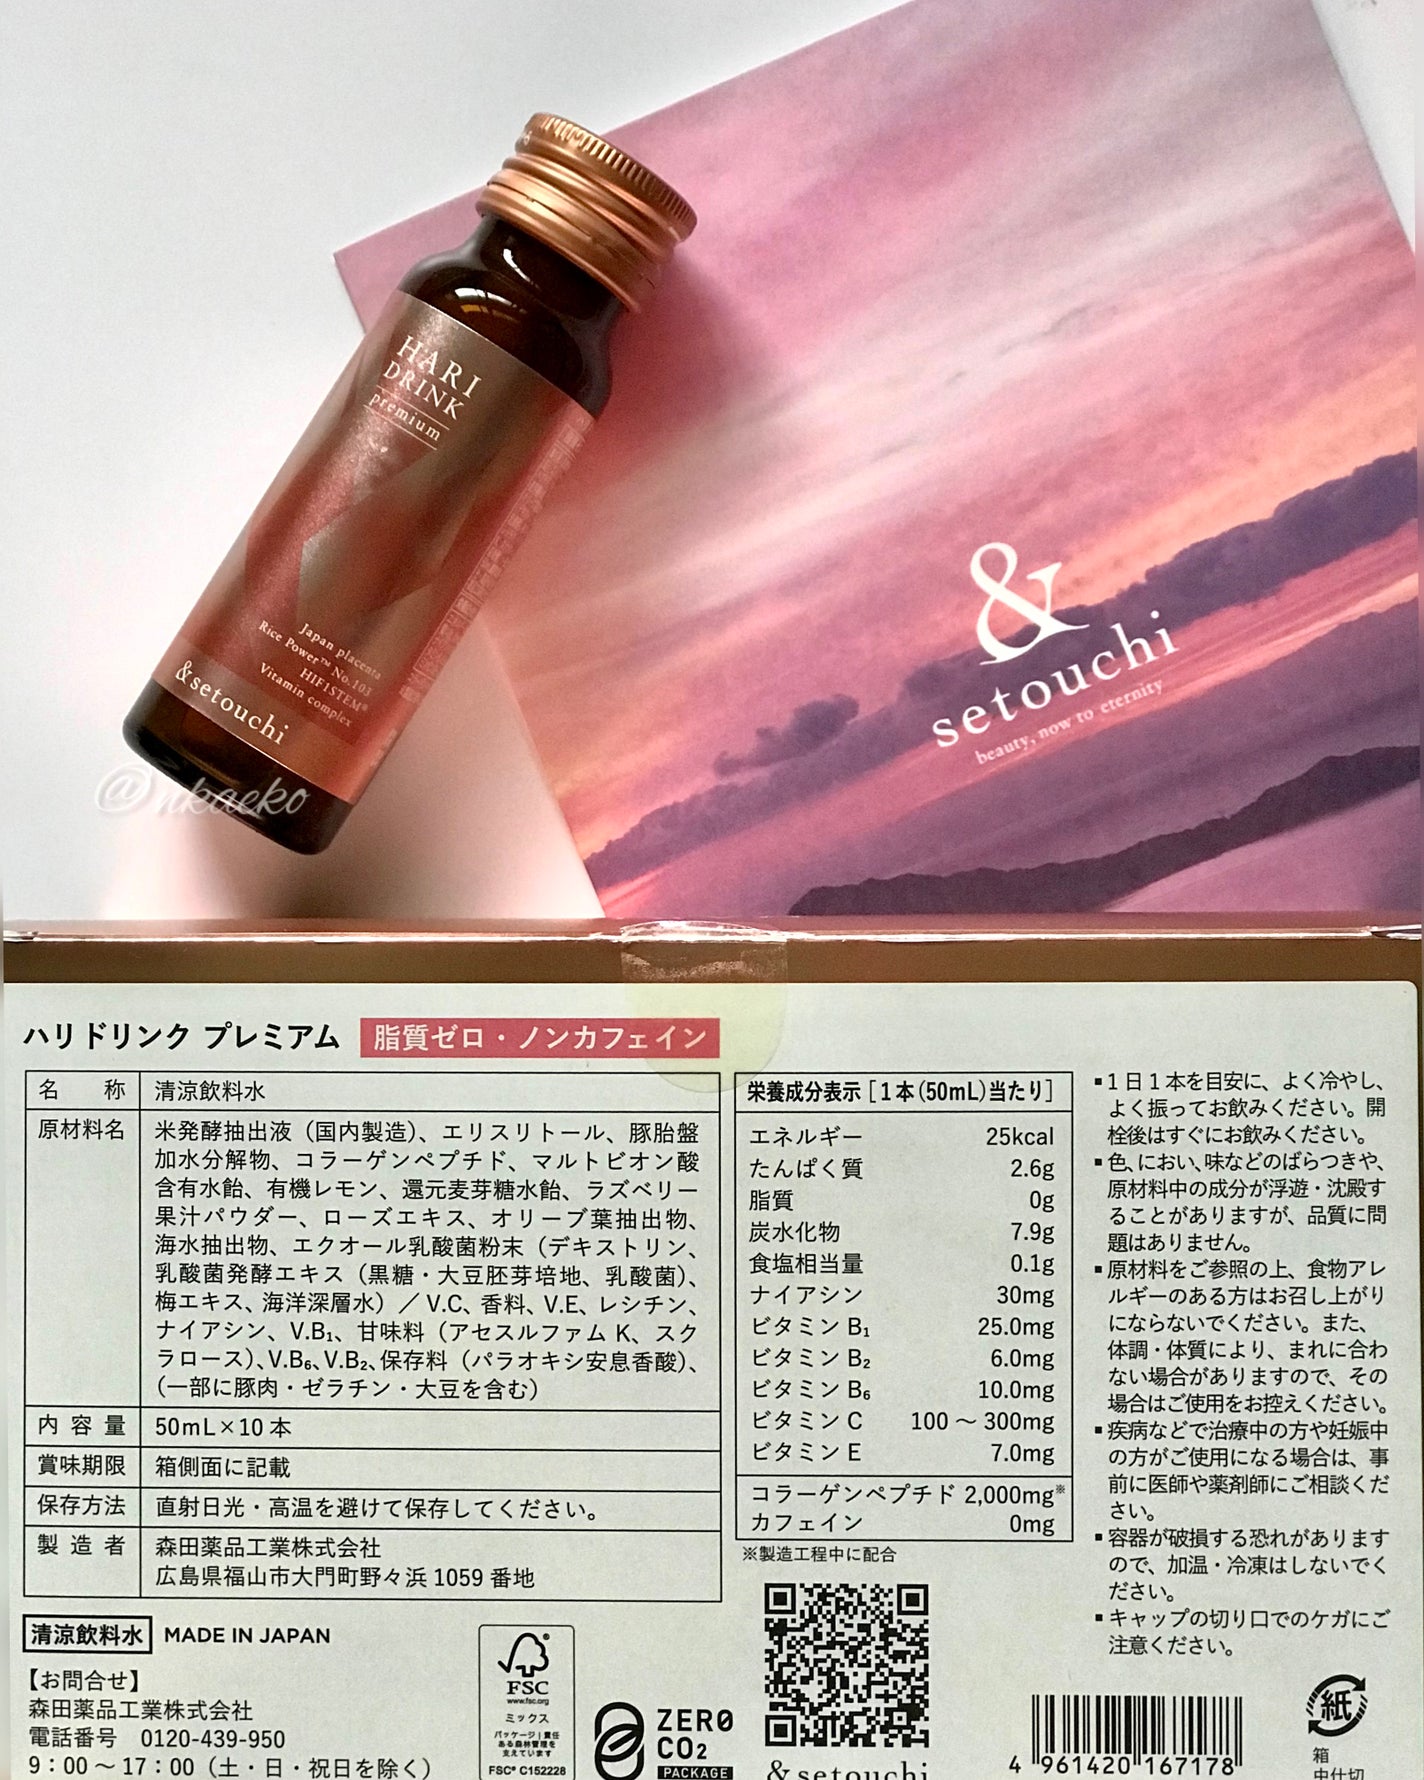 HARI
DRINK
premium
Japan placenta
Rice Power™ No.103
HIF1STEM®
Vitamin complex
&setouchi
@nkaeko
&
setouchi
beauty, now to eternity
ハリドリンク プレミアム 脂質ゼロ・ノンカフェイン
名 称 清涼飲料水
原材料名 米発酵抽出液（国内製造）、エリスリトール、豚胎盤
加水分解物、コラーゲンペプチド、マルトビオン酸
含有水飴、有機レモン、還元麦芽糖水飴、ラズベリー
果汁パウダー、ローズエキス、オリーブ葉抽出物、
海水抽出物、エクオール乳酸菌粉末（デキストリン、
乳酸菌発酵エキス（黒糖・大豆胚芽培地、乳酸菌）、
梅エキス、海洋深層水）／V.C、香料、V.E、レシチン、
ナイアシン、V.B₁、甘味料（アセスルファム K、スク
ラロース）、V.B₆、V.B₂、保存料（パラオキシ安息香酸）、
（一部に豚肉・ゼラチン・大豆を含む）
内容量 50mL×10本
賞味期限 箱側面に記載
保存方法 直射日光・高温を避けて保存してください。
製造者 森田薬品工業株式会社
広島県福山市大門町野々浜 1059 番地
清涼飲料水 MADE IN JAPAN
【お問合せ】
森田薬品工業株式会社
電話番号 0120-439-950
9：00～17：00（土・日・祝日を除く）
FSC
www.fsc.org
ミックス
パッケージ｜責任
ある森林管理を
支えています
FSC® C152228
ZERO
CO₂
PACKAGE
栄養成分表示［1本（50mL）当たり］
エネルギー 25kcal
たんぱく質 2.6g
脂質 0g
炭水化物 7.9g
食塩相当量 0.1g
ナイアシン 30mg
ビタミン B₁ 25.0mg
ビタミン B₂ 6.0mg
ビタミン B₆ 10.0mg
ビタミン C 100 ～ 300mg
ビタミン E 7.0mg
コラーゲンペプチド 2,000mg※
カフェイン 0mg
※製造工程中に配合
&setouchi
▪1日1本を目安に、よく冷やし、
よく振ってお飲みください。開
栓後はすぐにお飲みください。
▪色、におい、味などのばらつきや、
原材料中の成分が浮遊・沈殿す
ることがありますが、品質に問
題はありません。
▪原材料をご参照の上、食物アレ
ルギーのある方はお召し上がり
にならないでください。また、
体調・体質により、まれに合わ
ない場合がありますので、その
場合はご使用をお控えください。
▪疾病などで治療中の方や妊娠中
の方がご使用になる場合は、事
前に医師や薬剤師にご相談くだ
さい。
▪容器が破損する恐れがあります
ので、加温・冷凍はしないでく
ださい。
▪キャップの切り口でのケガにご
注意ください。
4 961420 167178
紙
箱
中仕切